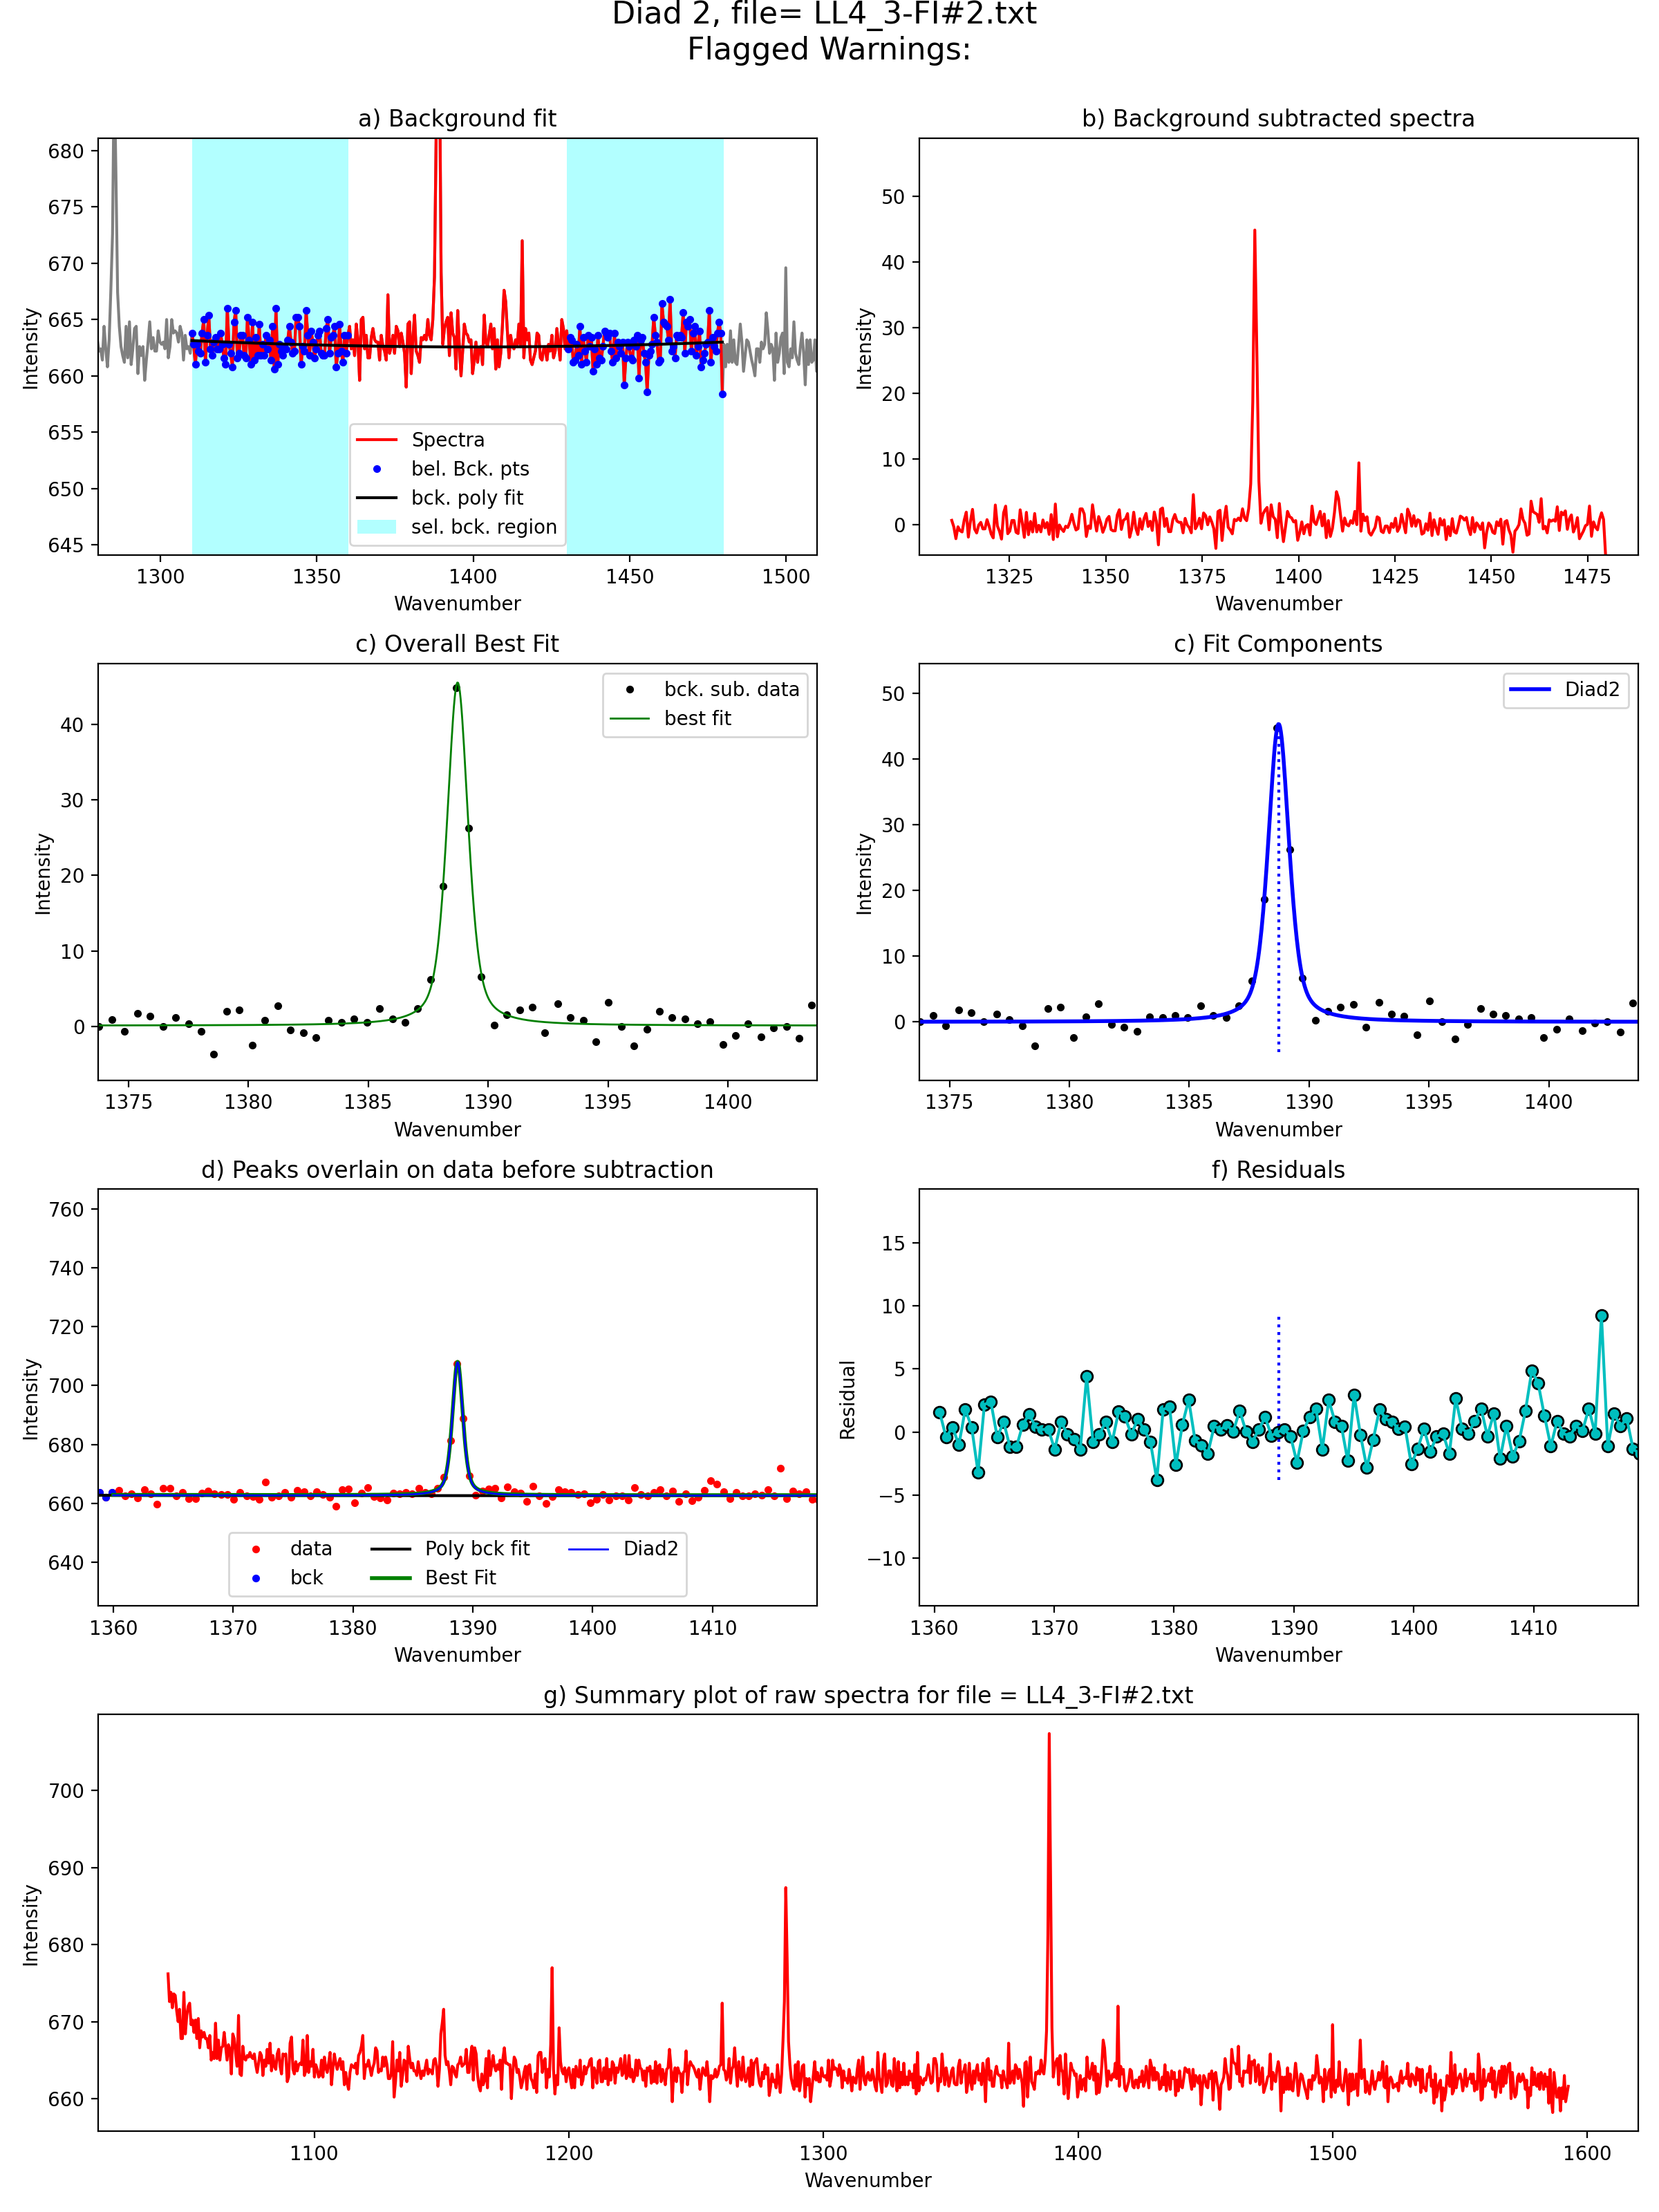 Diad 2, file= LL4_3-FI#2.txt
Flagged Warnings:
a) Background fit
680
675
670
665
660
655
650
645
Intensity
Spectra
bel. Bck. pts
bck. poly fit
sel. bck. region
1300 1350 1400 1450 1500
Wavenumber
b) Background subtracted spectra
50
40
30
20
10
0
Intensity
1325 1350 1375 1400 1425 1450 1475
Wavenumber
c) Overall Best Fit
40
30
20
10
0
Intensity
bck. sub. data
best fit
1375 1380 1385 1390 1395 1400
Wavenumber
c) Fit Components
50
40
30
20
10
0
Intensity
Diad2
1375 1380 1385 1390 1395 1400
Wavenumber
d) Peaks overlain on data before subtraction
760
740
720
700
680
660
640
Intensity
data Poly bck fit Diad2
bck Best Fit
1360 1370 1380 1390 1400 1410
Wavenumber
f) Residuals
15
10
5
0
−5
−10
Residual
1360 1370 1380 1390 1400 1410
Wavenumber
g) Summary plot of raw spectra for file = LL4_3-FI#2.txt
700
690
680
670
660
Intensity
1100 1200 1300 1400 1500 1600
Wavenumber